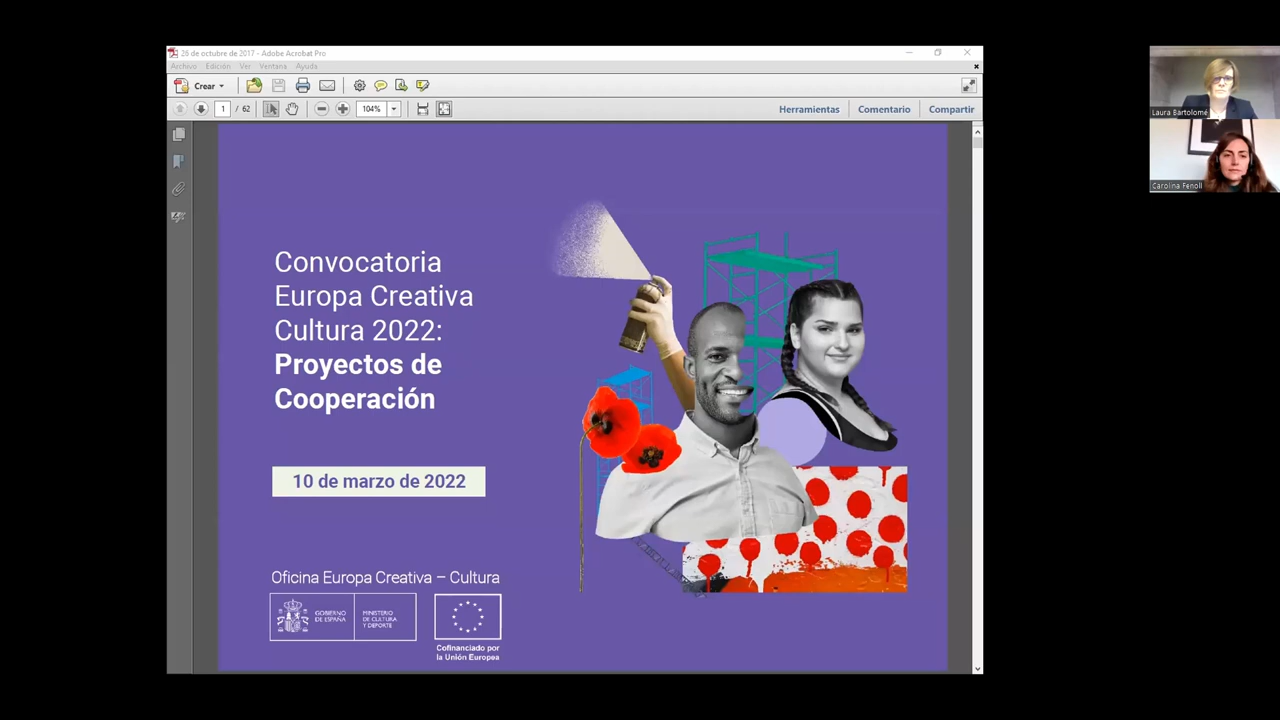 26 de octubre de 2017 - Adobe Acrobat Pro
Archivo Edición Ver Ventana Ayuda
Crear
1 / 62
104%
Herramientas Comentario Compartir
Convocatoria
Europa Creativa
Cultura 2022:
Proyectos de
Cooperación
10 de marzo de 2022
Oficina Europa Creativa – Cultura
GOBIERNO
DE ESPAÑA
MINISTERIO
DE CULTURA
Y DEPORTE
Cofinanciado por
la Unión Europea
Laura Bartolomé
Carolina Fenoll